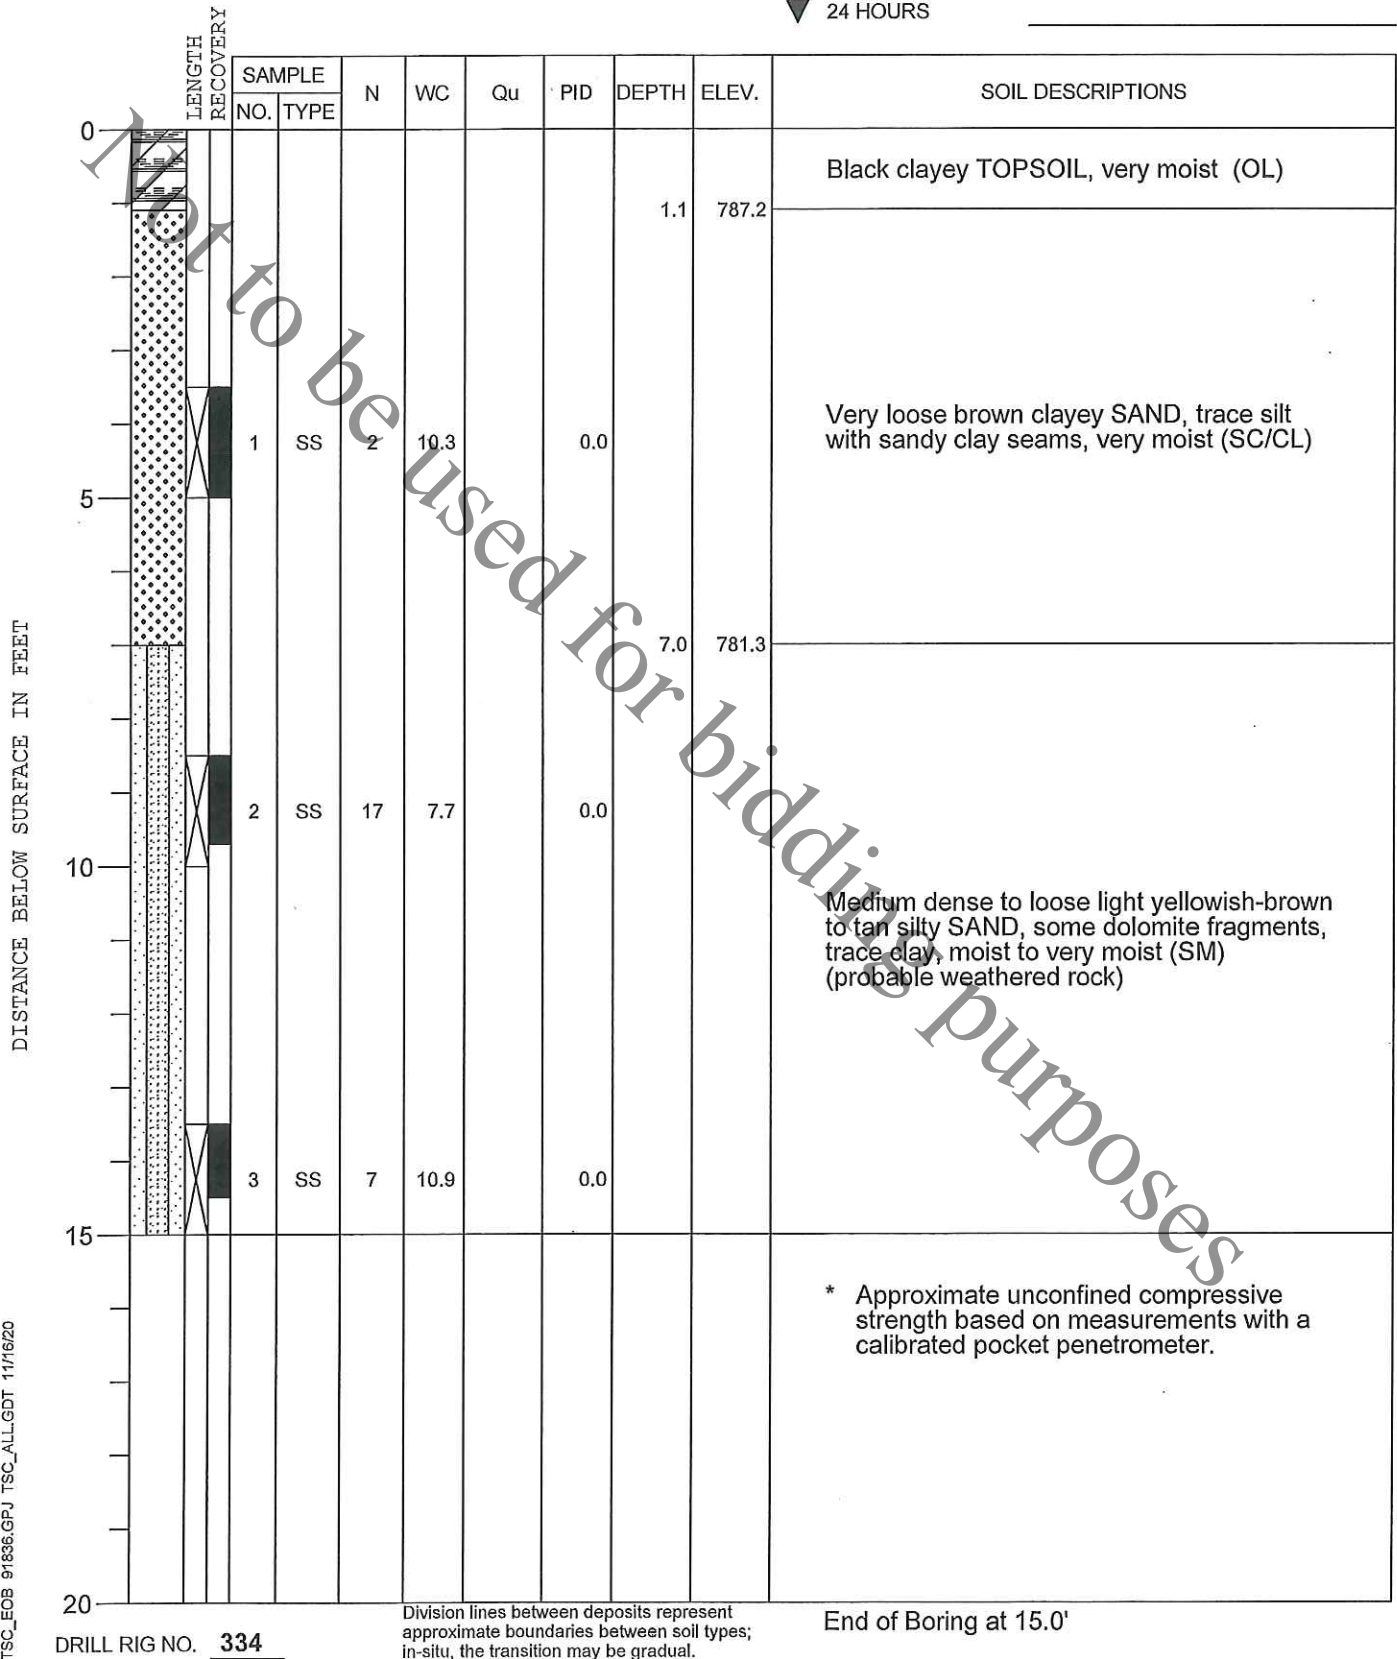 24 HOURS
LENGTH
RECOVERY
SAMPLE
NO. TYPE
N
WC
Qu
PID
DEPTH
ELEV.
SOIL DESCRIPTIONS
0
Black clayey TOPSOIL, very moist (OL)
1.1 787.2
Very loose brown clayey SAND, trace silt
with sandy clay seams, very moist (SC/CL)
1 SS 2 10.3 0.0
5
7.0 781.3
2 SS 17 7.7 0.0
10
Medium dense to loose light yellowish-brown
to tan silty SAND, some dolomite fragments,
trace clay, moist to very moist (SM)
(probable weathered rock)
3 SS 7 10.9 0.0
15
* Approximate unconfined compressive
strength based on measurements with a
calibrated pocket penetrometer.
20
End of Boring at 15.0'
Division lines between deposits represent
approximate boundaries between soil types;
in-situ, the transition may be gradual.
DRILL RIG NO. 334
DISTANCE BELOW SURFACE IN FEET
TSC_EOB 91836.GPJ TSC_ALL.GDT 11/16/20
Not to be used for bidding purposes